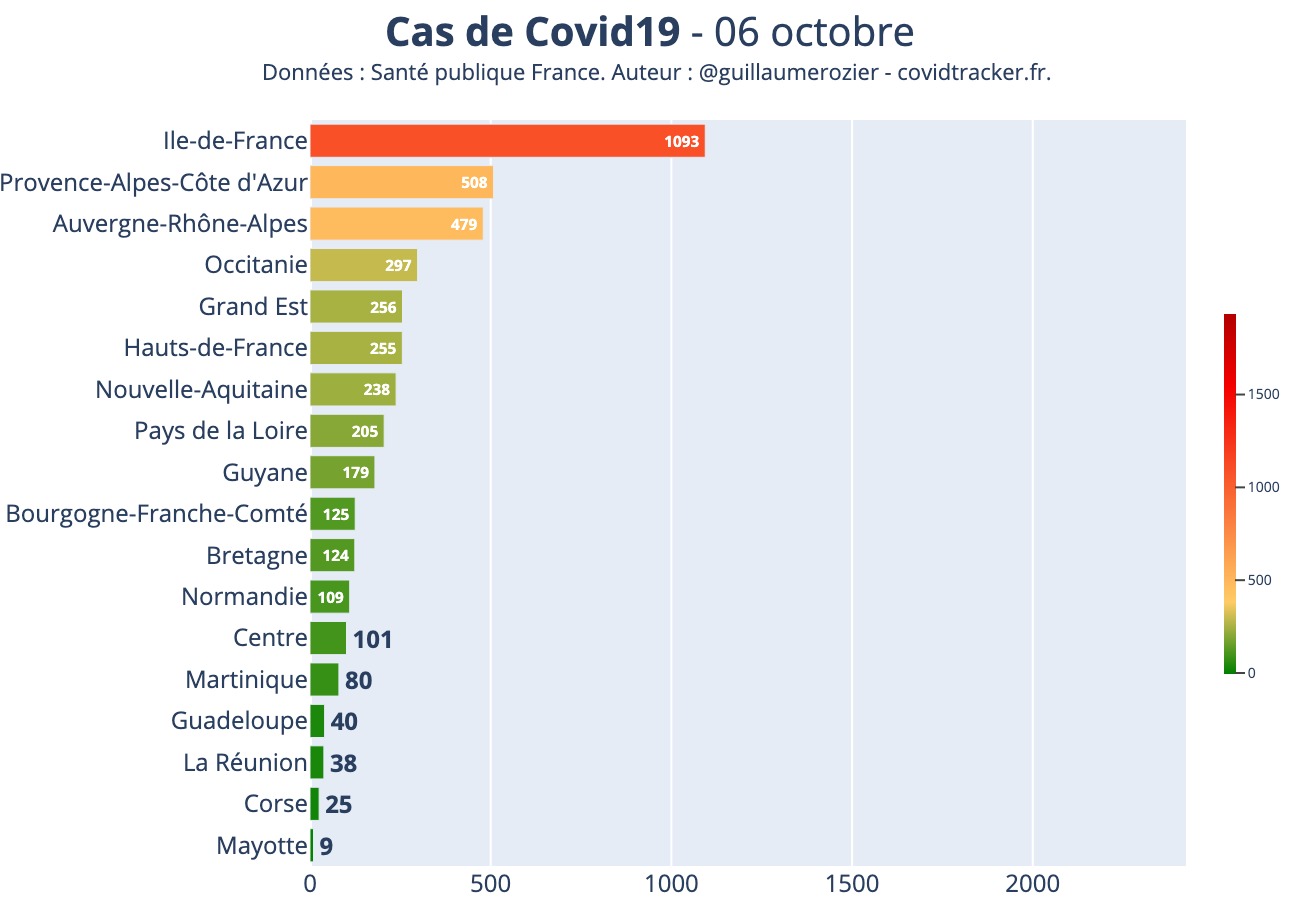 Cas de Covid19 - 06 octobre
Données : Santé publique France. Auteur : @guillaumerozier - covidtracker.fr.
Ile-de-France 1093
Provence-Alpes-Côte d'Azur 508
Auvergne-Rhône-Alpes 479
Occitanie 297
Grand Est 256
Hauts-de-France 255
Nouvelle-Aquitaine 238
Pays de la Loire 205
Guyane 179
Bourgogne-Franche-Comté 125
Bretagne 124
Normandie 109
Centre 101
Martinique 80
Guadeloupe 40
La Réunion 38
Corse 25
Mayotte 9
0 500 1000 1500 2000
1500
1000
500
0